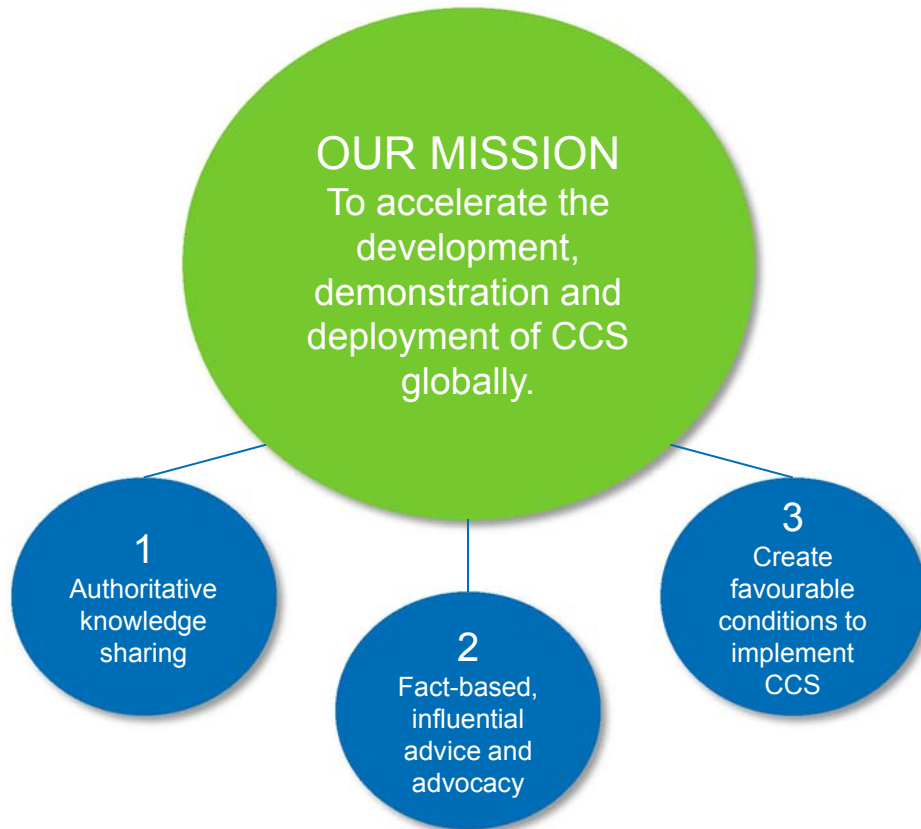 OUR MISSION
To accelerate the
development,
demonstration and
deployment of CCS
globally.
1
Authoritative
knowledge
sharing
2
Fact-based,
influential
advice and
advocacy
3
Create
favourable
conditions to
implement
CCS